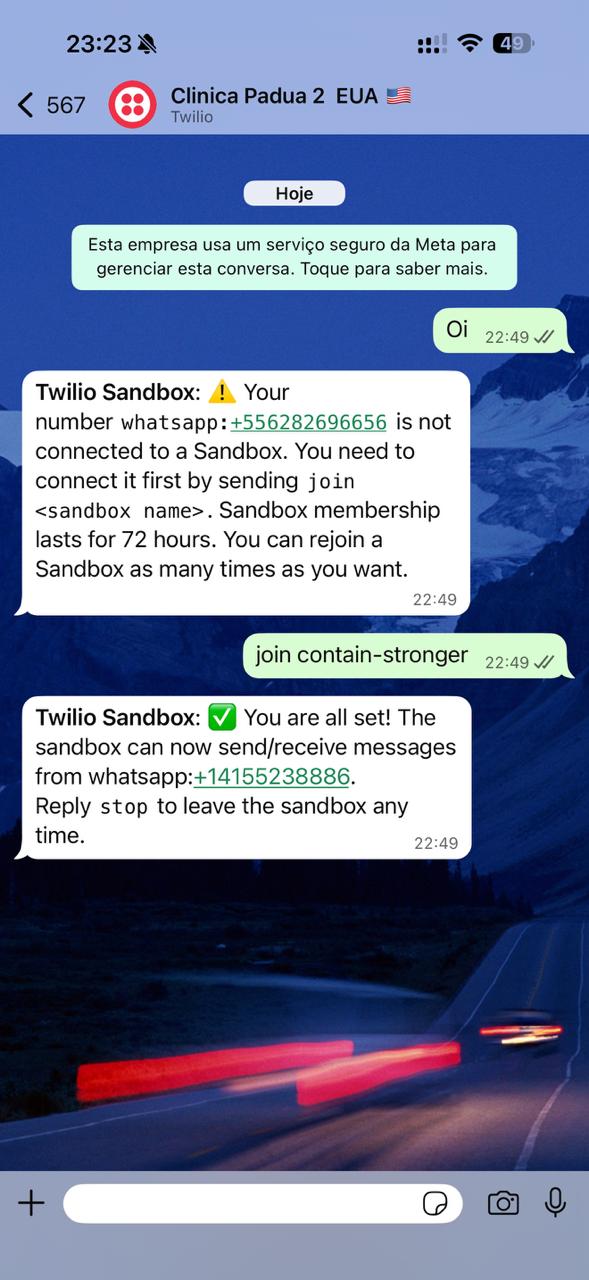 23:23
49
567
Clinica Padua 2 EUA 🇺🇸
Twilio
Hoje
Esta empresa usa um serviço seguro da Meta para
gerenciar esta conversa. Toque para saber mais.
Oi 22:49
Twilio Sandbox: ⚠️ Your
number whatsapp:+556282696656 is not
connected to a Sandbox. You need to
connect it first by sending join
<sandbox name>. Sandbox membership
lasts for 72 hours. You can rejoin a
Sandbox as many times as you want.
22:49
join contain-stronger 22:49
Twilio Sandbox: ✅ You are all set! The
sandbox can now send/receive messages
from whatsapp:+14155238886.
Reply stop to leave the sandbox any
time. 22:49